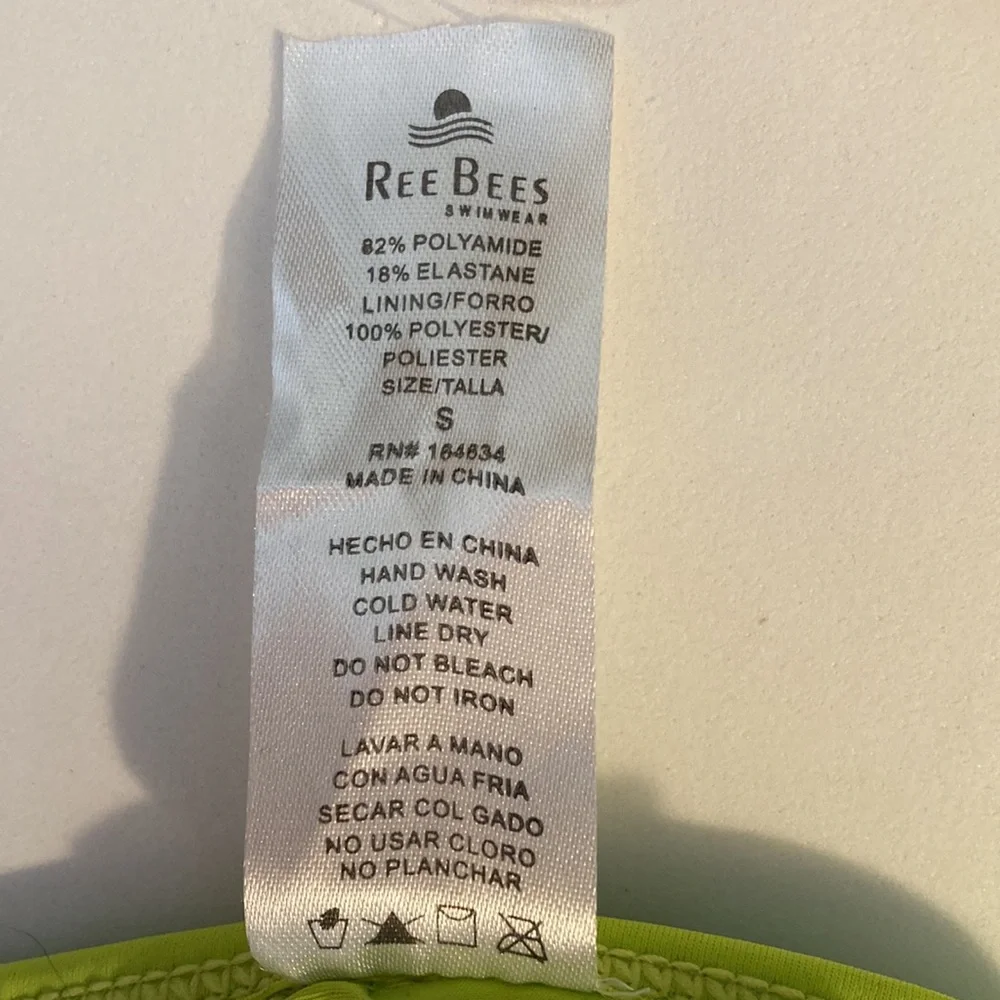 REE BEES
SWIMWEAR
82% POLYAMIDE
18% ELASTANE
LINING/FORRO
100% POLYESTER/
POLIESTER
SIZE/TALLA
S
RN# 164634
MADE IN CHINA
HECHO EN CHINA
HAND WASH
COLD WATER
LINE DRY
DO NOT BLEACH
DO NOT IRON
LAVAR A MANO
CON AGUA FRIA
SECAR COL GADO
NO USAR CLORO
NO PLANCHAR